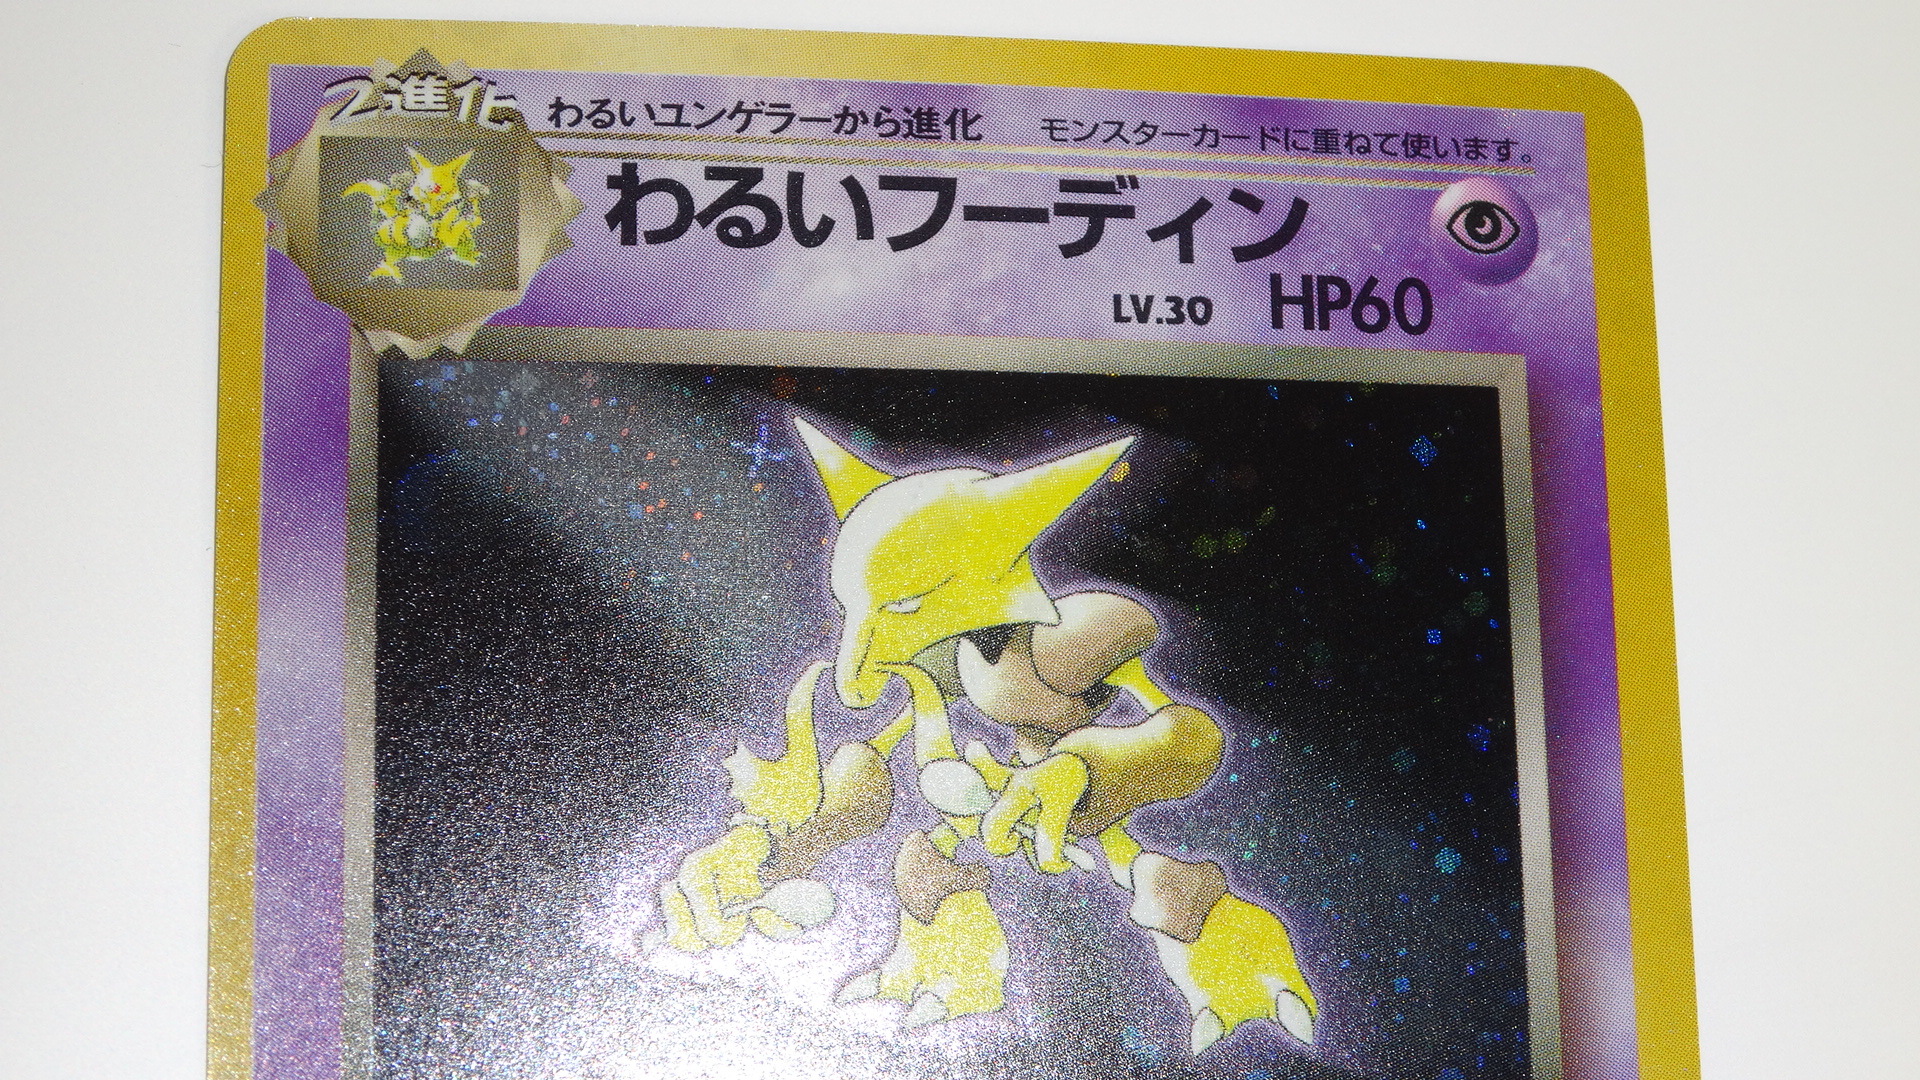 2進化
わるいユンゲラーから進化 モンスターカードに重ねて使います。
わるいフーディン
LV.30 HP60